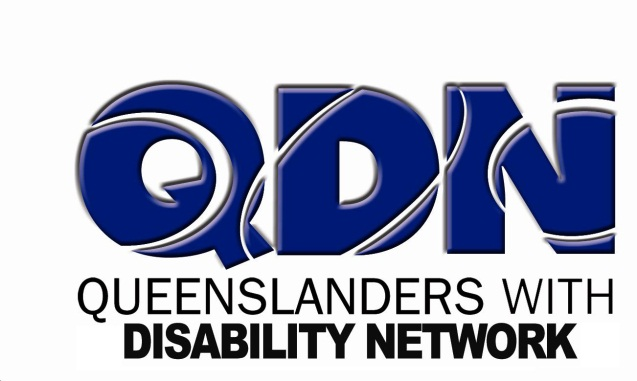 QDN
QUEENSLANDERS WITH
DISABILITY NETWORK